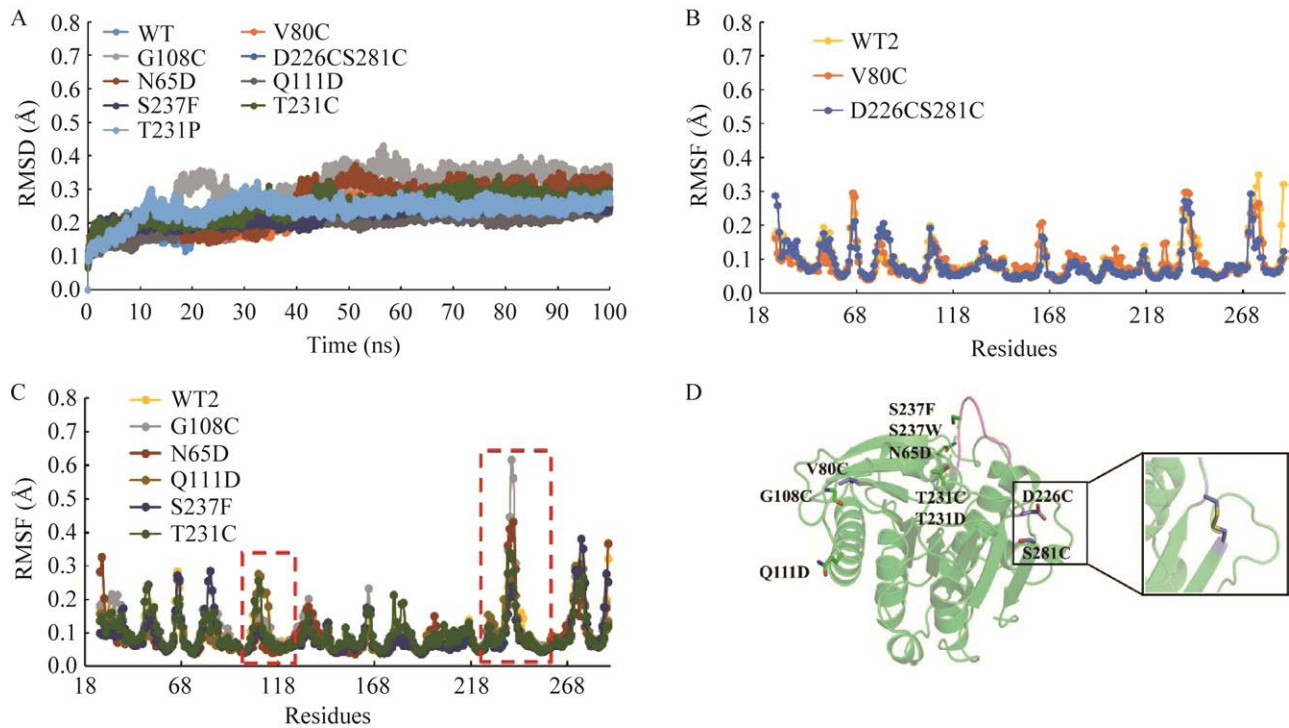 A
0.8
0.7
0.6
0.5
0.4
0.3
0.2
0.1
0.0
RMSD (Å)
WT
V80C
G108C
D226CS281C
N65D
Q111D
S237F
T231C
T231P
0 10 20 30 40 50 60 70 80 90 100
Time (ns)
B
0.8
0.7
0.6
0.5
0.4
0.3
0.2
0.1
0.0
RMSF (Å)
WT2
V80C
D226CS281C
18 68 118 168 218 268
Residues
C
0.8
0.7
0.6
0.5
0.4
0.3
0.2
0.1
0.0
RMSF (Å)
WT2
G108C
N65D
Q111D
S237F
T231C
18 68 118 168 218 268
Residues
D
S237F
S237W
N65D
V80C
G108C
T231C
D226C
T231D
S281C
Q111D